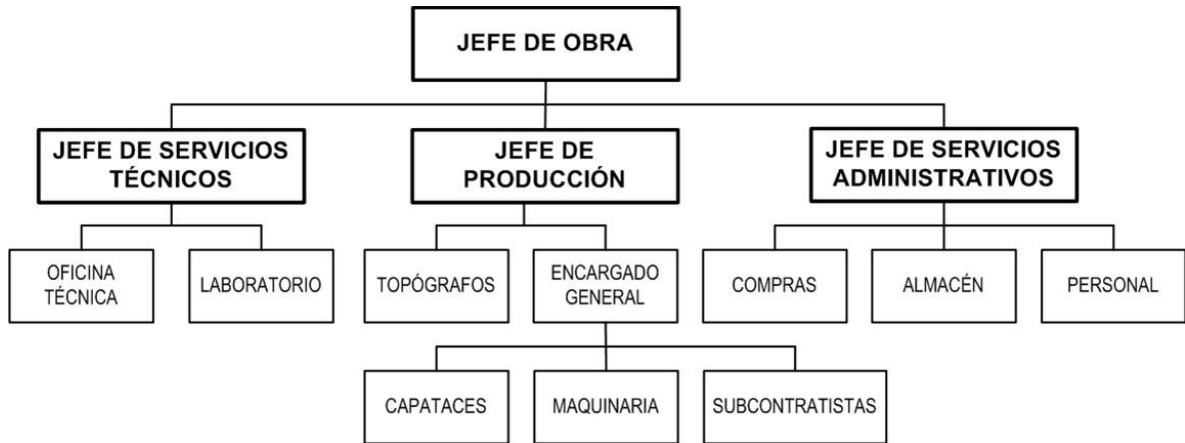 JEFE DE OBRA
JEFE DE SERVICIOS
TÉCNICOS
JEFE DE
PRODUCCIÓN
JEFE DE SERVICIOS
ADMINISTRATIVOS
OFICINA
TÉCNICA
LABORATORIO
TOPÓGRAFOS
ENCARGADO
GENERAL
COMPRAS
ALMACÉN
PERSONAL
CAPATACES
MAQUINARIA
SUBCONTRATISTAS